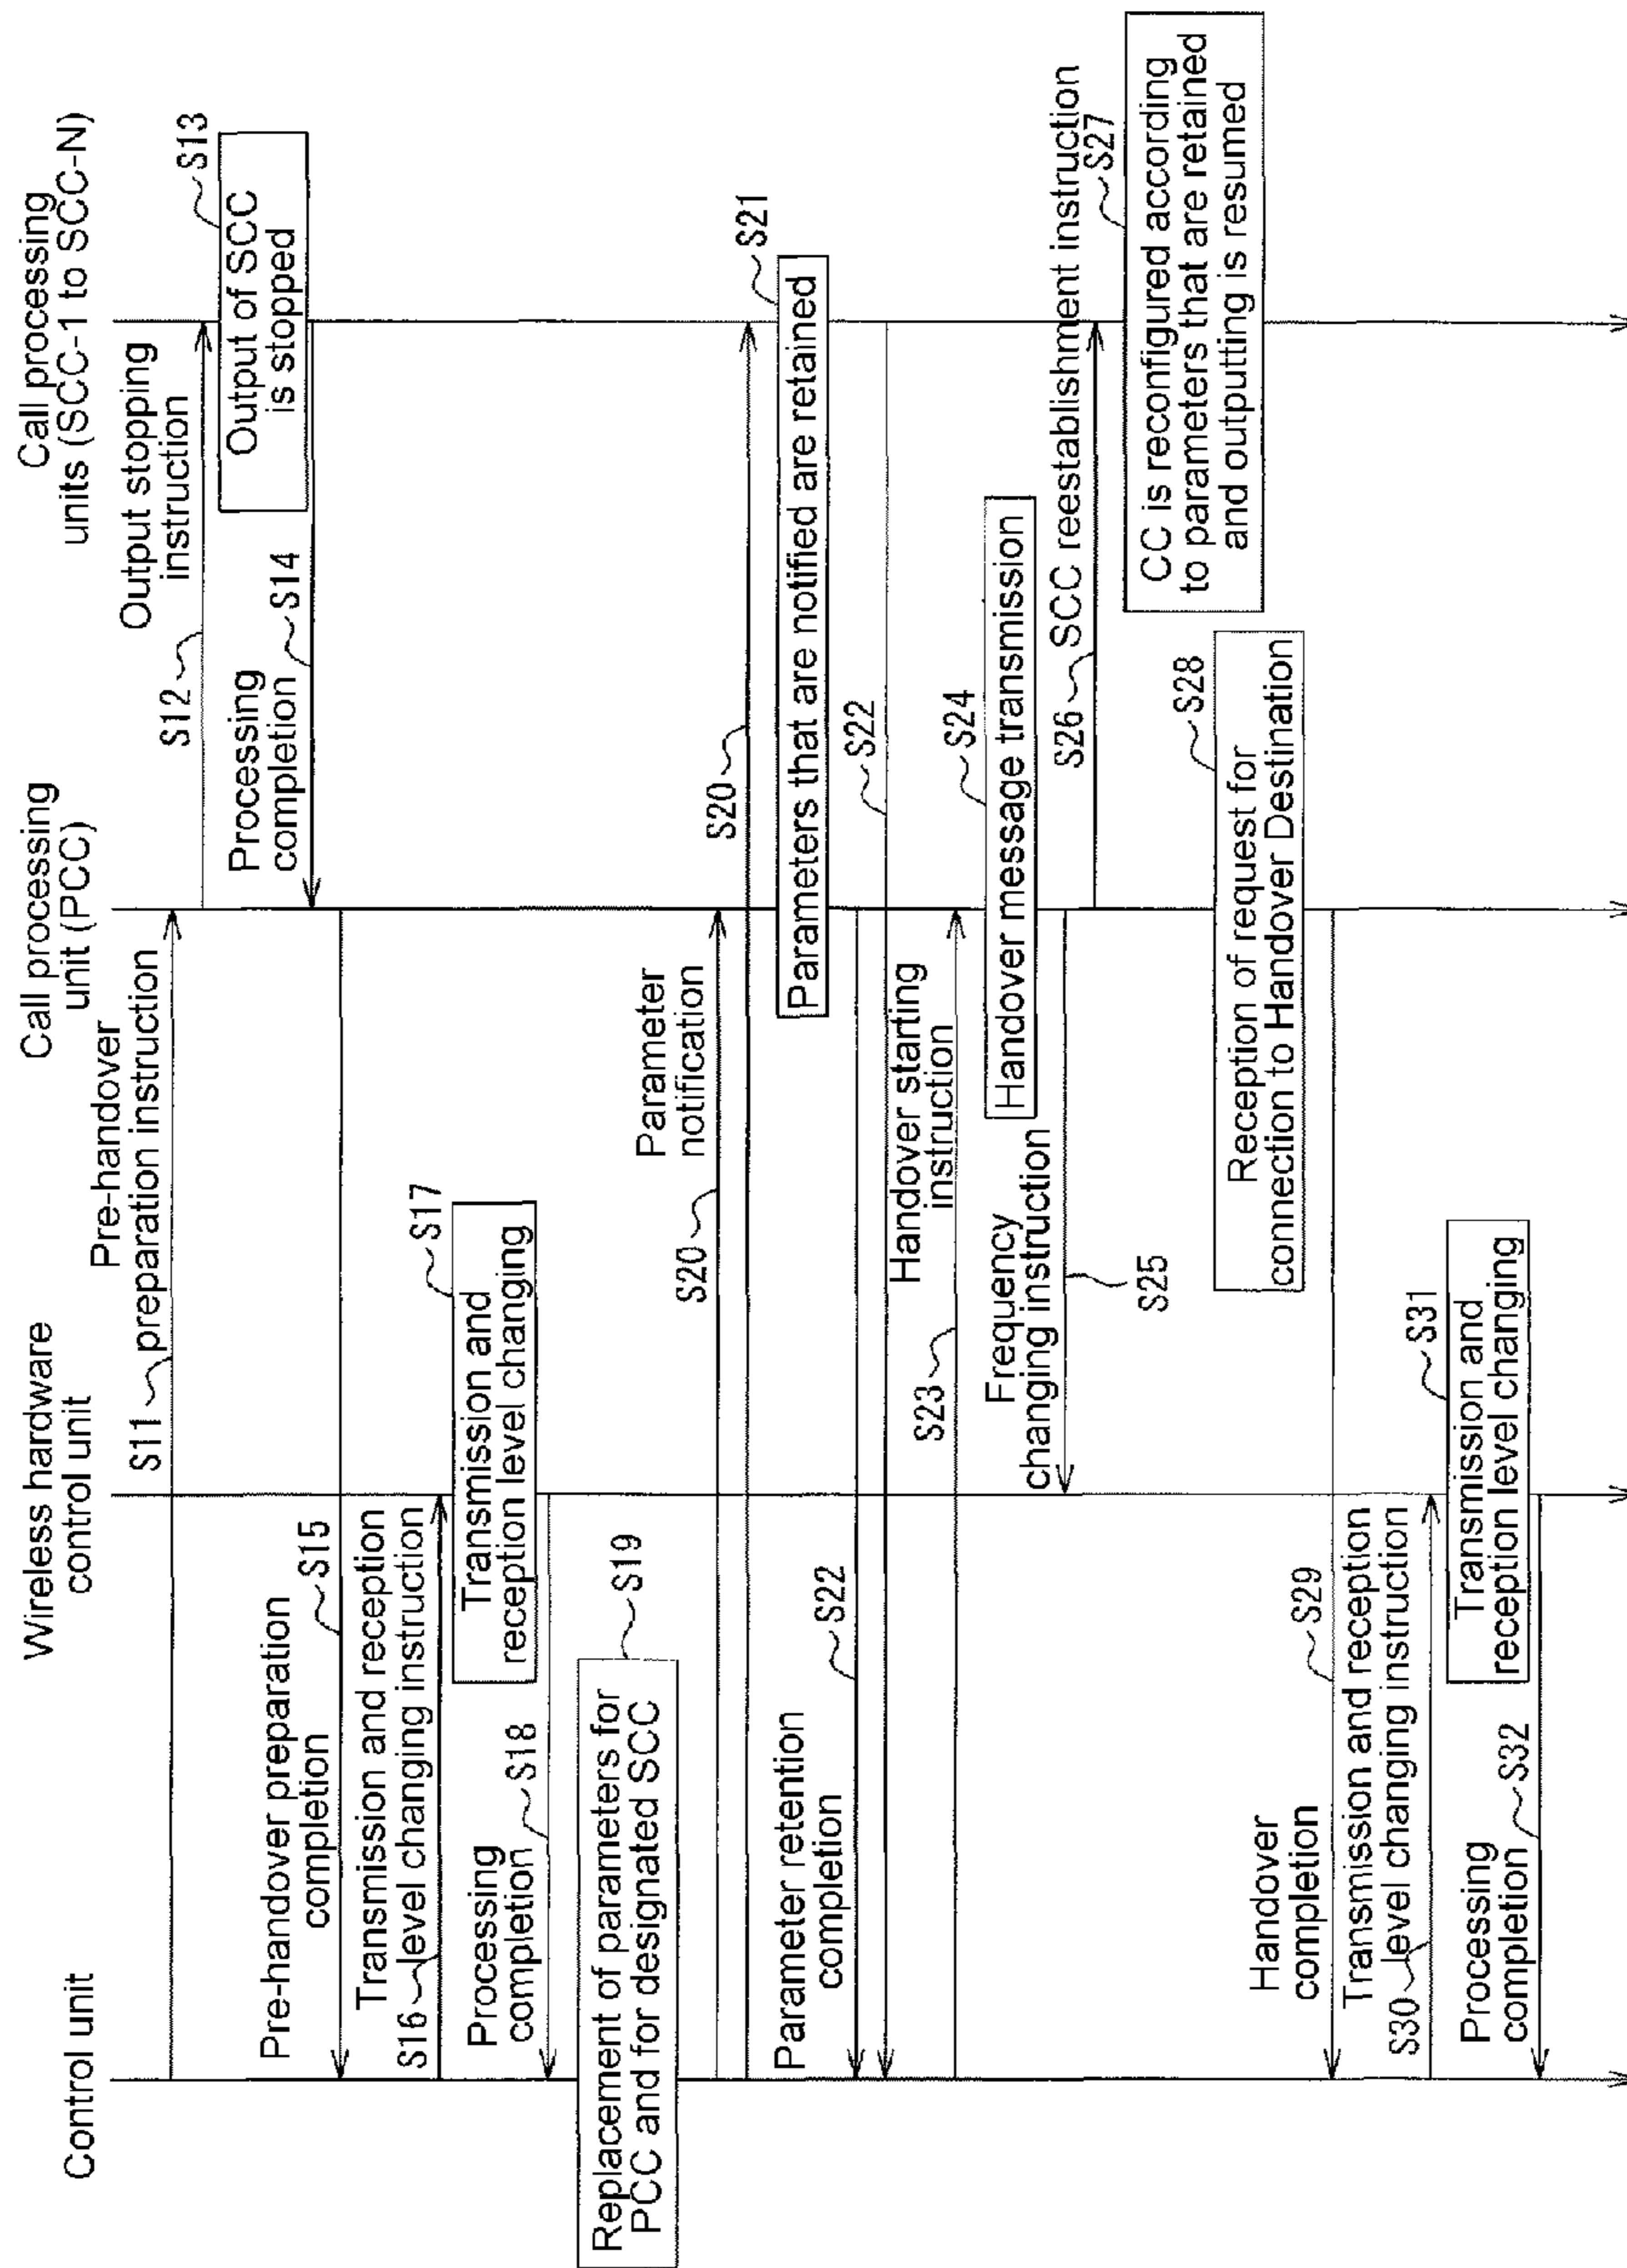 Control unit
Wireless hardware
control unit
Call processing
unit (PCC)
Call processing
units (SCC-1 to SCC-N)
Pre-handover
S11 preparation instruction
Output stopping
instruction
S12
S13
Output of SCC
is stopped
Processing
completion
S14
Pre-handover preparation
completion
S15
Transmission and reception
S16 level changing instruction
S17
Transmission and
reception level changing
Processing
completion
S18
S19
Replacement of parameters for
PCC and for designated SCC
Parameter
notification
S20
S20
S21
Parameters that are notified are retained
Parameter retention
completion
S22
S22
Handover starting
instruction
S23
S24
Handover message transmission
Frequency
changing instruction
S25
S26 SCC reestablishment instruction
S27
CC is reconfigured according
to parameters that are retained
and outputing is resumed
S28
Reception of request for
connection to Handover Destination
Handover
completion
S29
Transmission and reception
S30 level changing instruction
S31
Transmission and
reception level changing
Processing
completion
S32